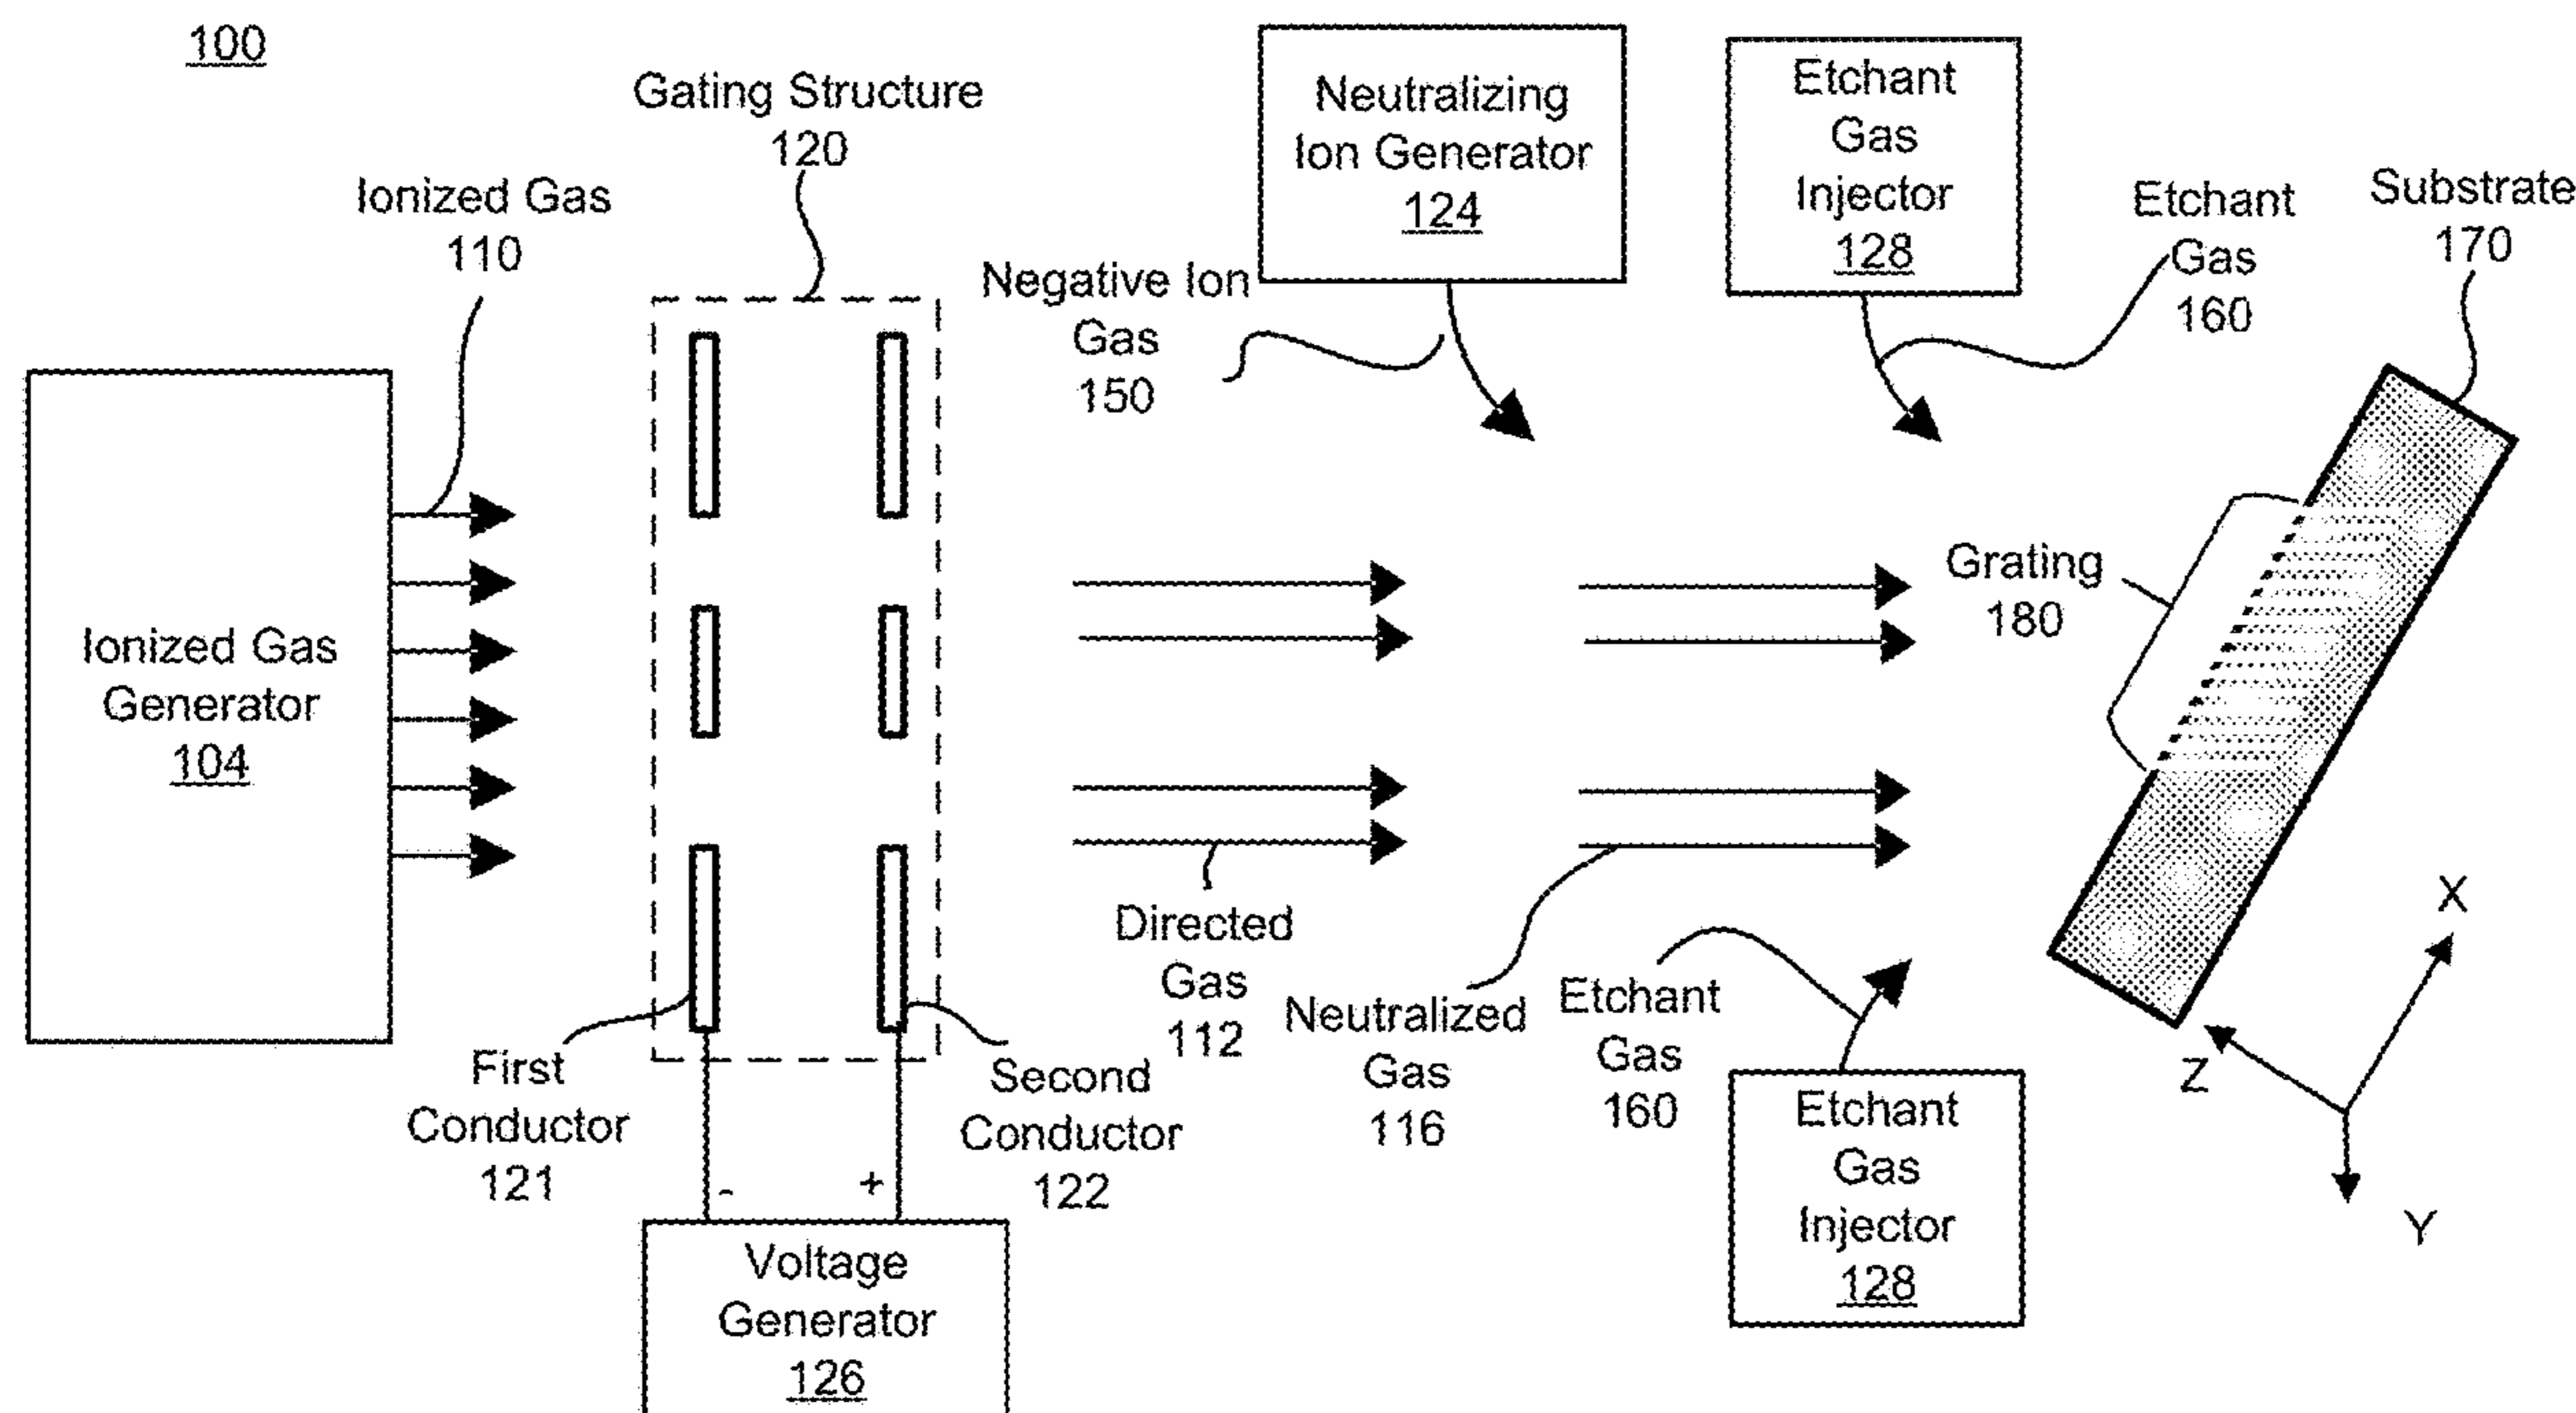 100
Gating Structure
120
Ionized Gas
110
Neutralizing
Ion Generator
124
Etchant
Gas
Injector
128
Etchant
Gas
160
Substrate
170
Negative Ion
Gas
150
Ionized Gas
Generator
104
Grating
180
Directed
Gas
112
Neutralized
Gas
116
Etchant
Gas
160
First
Conductor
121
Second
Conductor
122
- +
Voltage
Generator
126
Etchant
Gas
Injector
128
X
Z
Y